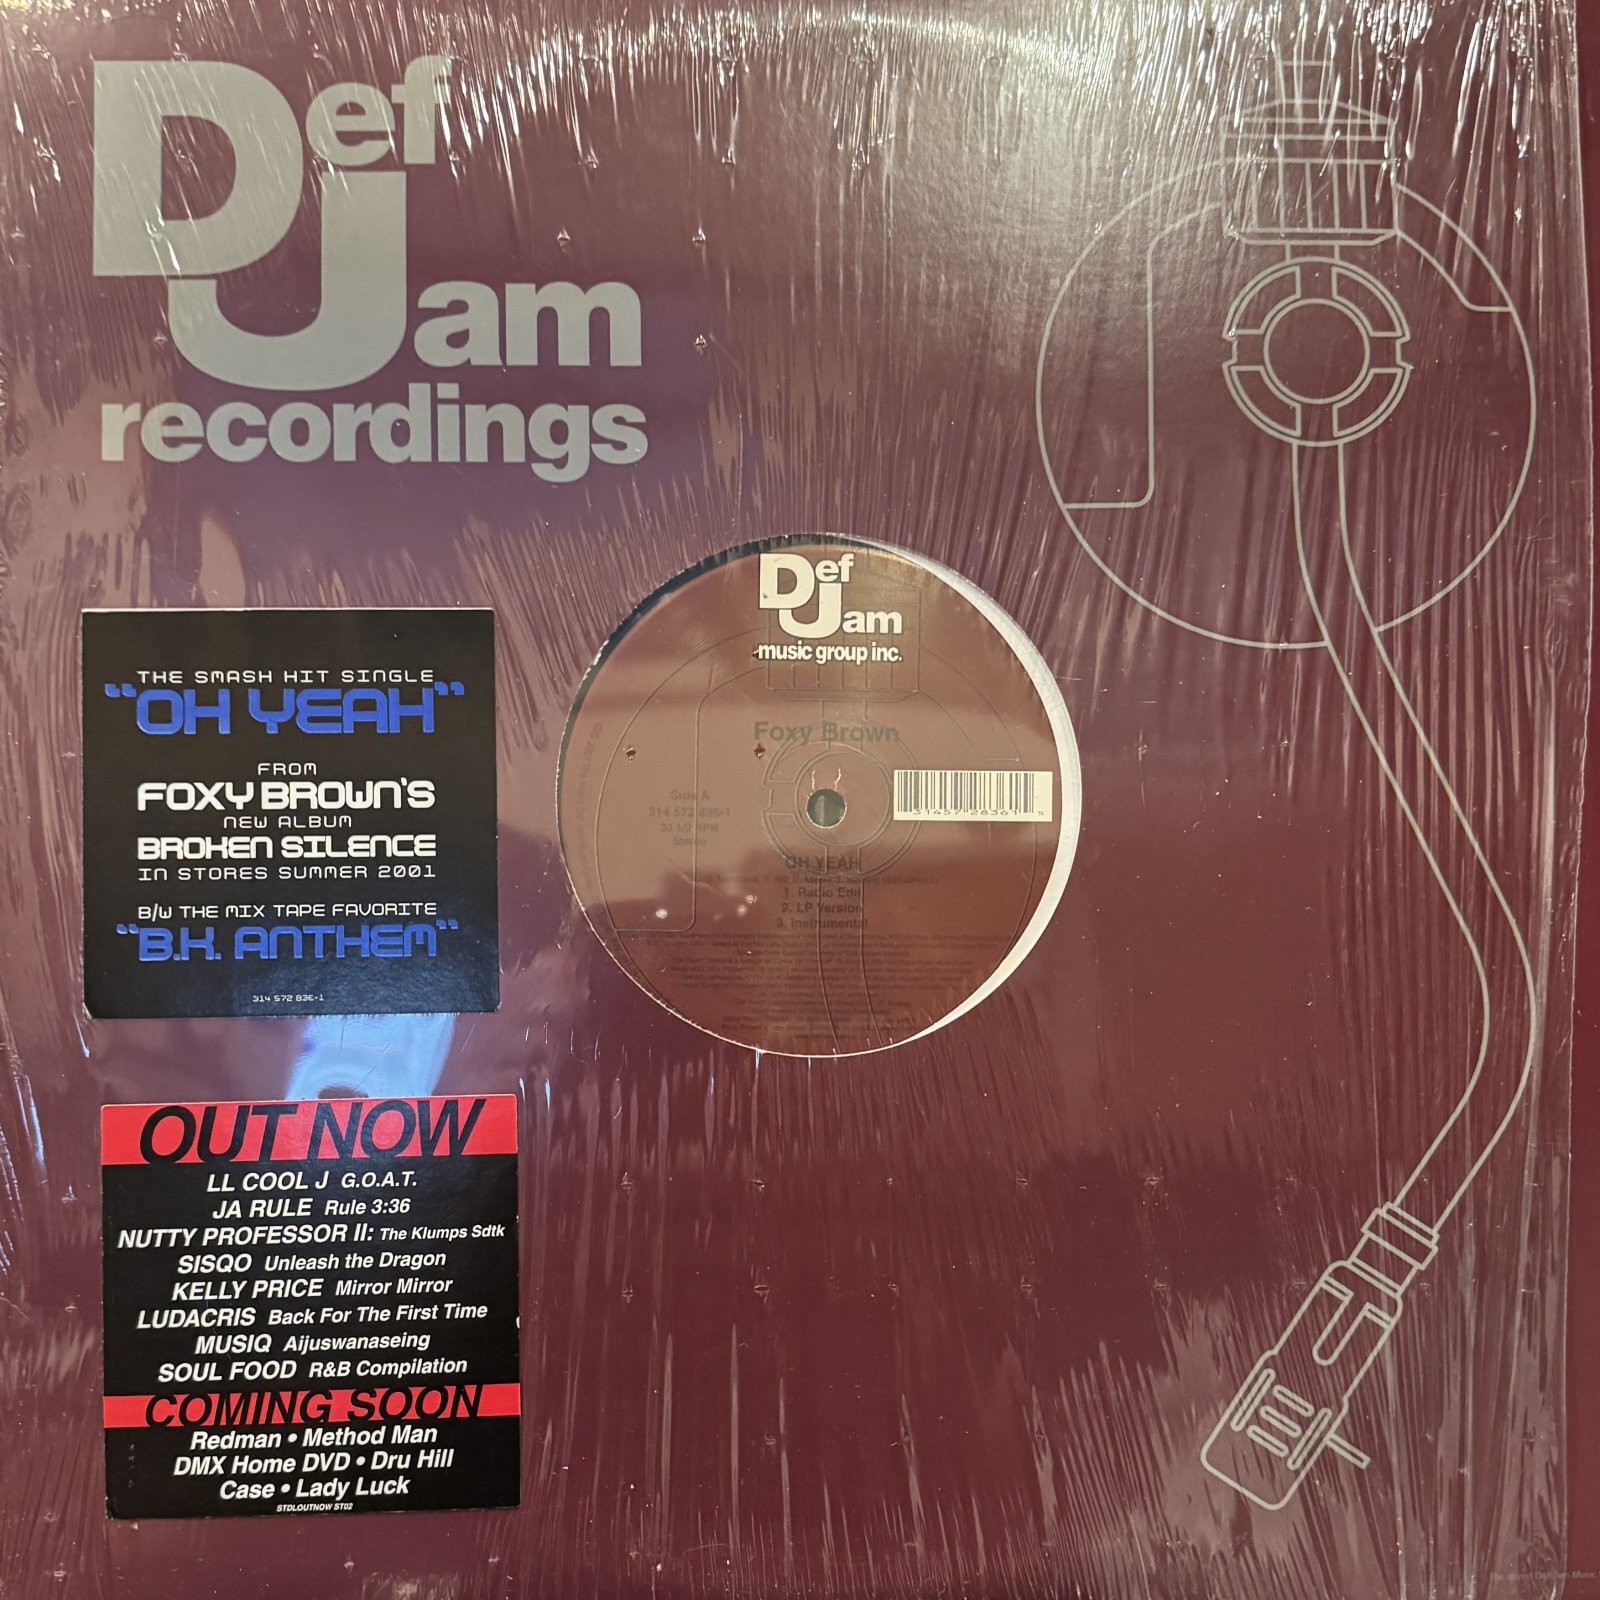 Def
Jam
recordings
THE SMASH HIT SINGLE
"OH YEAH"
FROM
FOXY BROWN'S
NEW ALBUM
BROKEN SILENCE
IN STORES SUMMER 2001
B/W THE MIX TAPE FAVORITE
"B.K. ANTHEM"
314 572 836-1
Def
Jam
music group inc.
Foxy Brown
Side A
314 572 836-1
33 1/3 RPM
Stereo
31457 28361 5
OH YEAH
1. Radio Edit
2. LP Version
3. Instrumental
OUT NOW
LL COOL J G.O.A.T.
JA RULE Rule 3:36
NUTTY PROFESSOR II: The Klumps Sdtk
SISQO Unleash the Dragon
KELLY PRICE Mirror Mirror
LUDACRIS Back For The First Time
MUSIQ Aijuswanaseing
SOUL FOOD R&B Compilation
COMING SOON
Redman • Method Man
DMX Home DVD • Dru Hill
Case • Lady Luck
STDLOUTNOW ST02